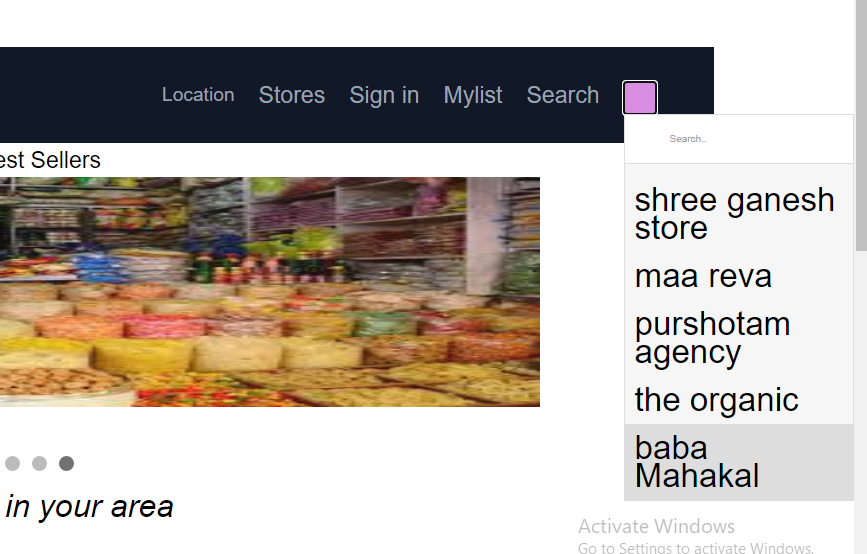 Location Stores Sign in Mylist Search
Search..
est Sellers
shree ganesh
store
maa reva
purshotam
agency
the organic
baba
Mahakal
in your area
Activate Windows
Go to Settings to activate Windows.